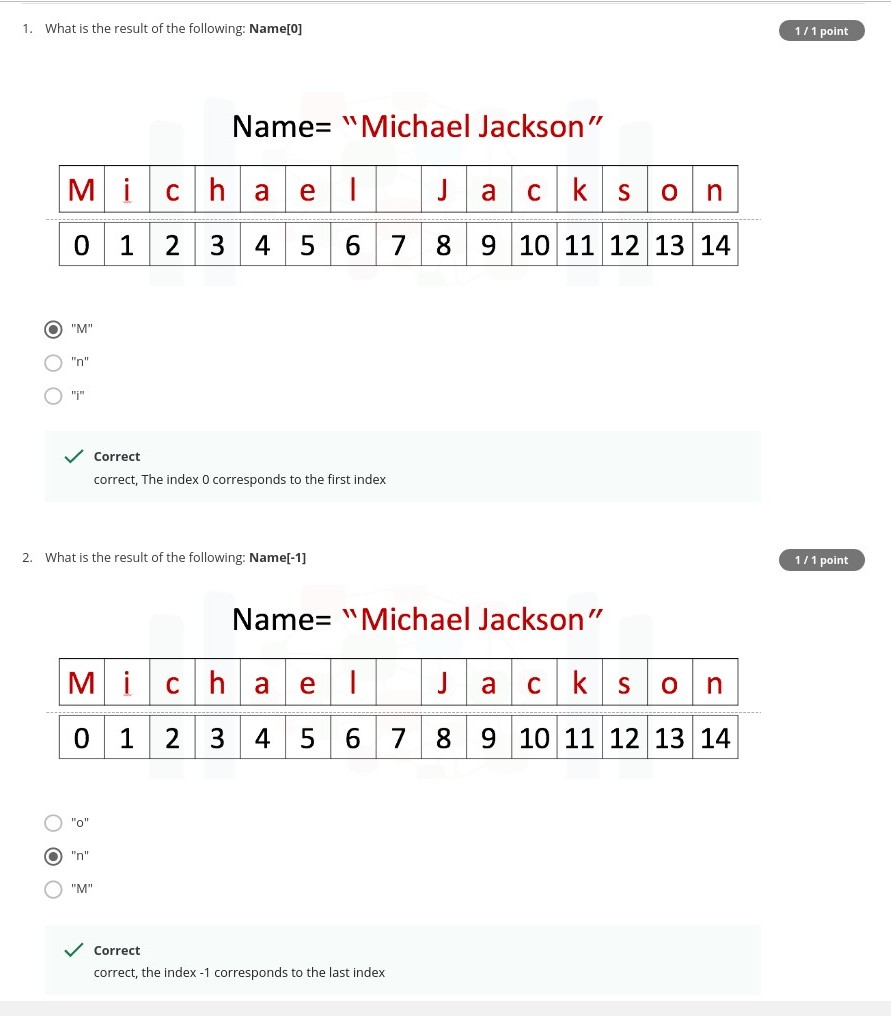 1. What is the result of the following: Name[0]
1 / 1 point
Name= "Michael Jackson"
M i c h a e l J a c k s o n
0 1 2 3 4 5 6 7 8 9 10 11 12 13 14
"M"
"n"
"i"
Correct
correct, The index 0 corresponds to the first index
2. What is the result of the following: Name[-1]
1 / 1 point
Name= "Michael Jackson"
M i c h a e l J a c k s o n
0 1 2 3 4 5 6 7 8 9 10 11 12 13 14
"o"
"n"
"M"
Correct
correct, the index -1 corresponds to the last index